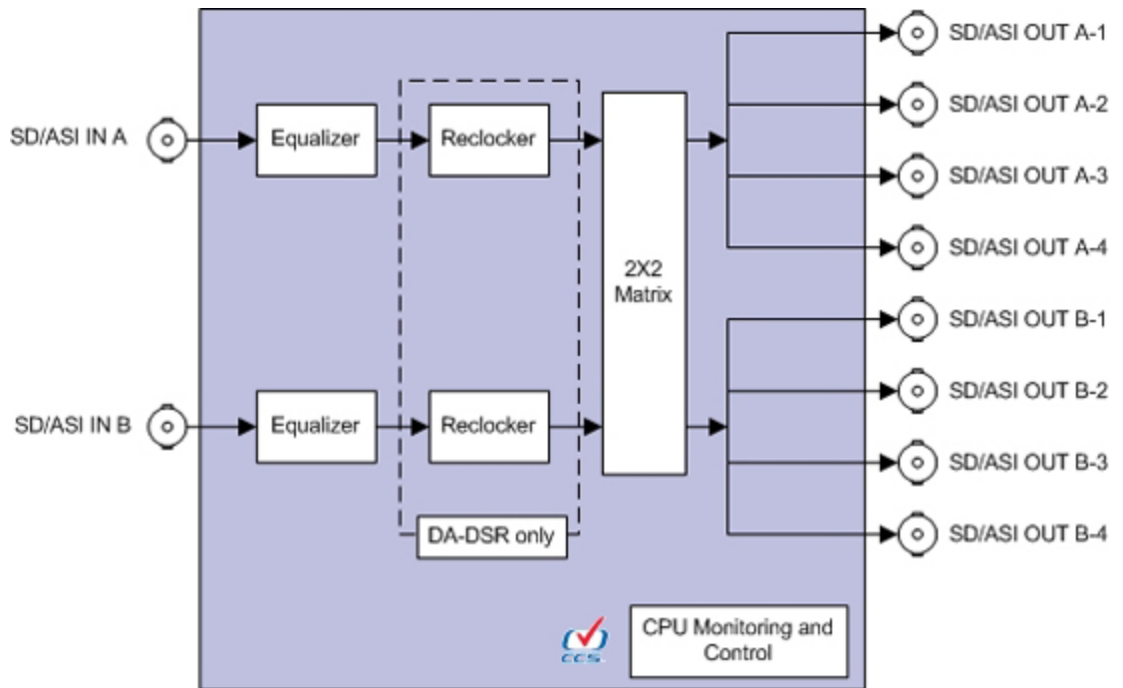 SD/ASI OUT A-1
SD/ASI OUT A-2
SD/ASI IN A
Equalizer
Reclocker
SD/ASI OUT A-3
SD/ASI OUT A-4
2X2
Matrix
SD/ASI OUT B-1
SD/ASI OUT B-2
SD/ASI IN B
Equalizer
Reclocker
SD/ASI OUT B-3
DA-DSR only
SD/ASI OUT B-4
CPU Monitoring and
Control
CCS